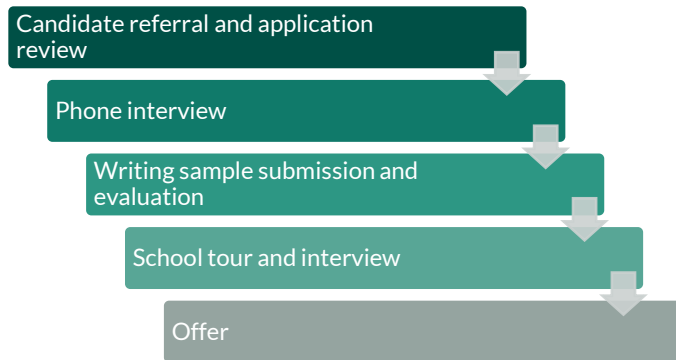 Candidate referral and application
review
Phone interview
Writing sample submission and
evaluation
School tour and interview
Offer